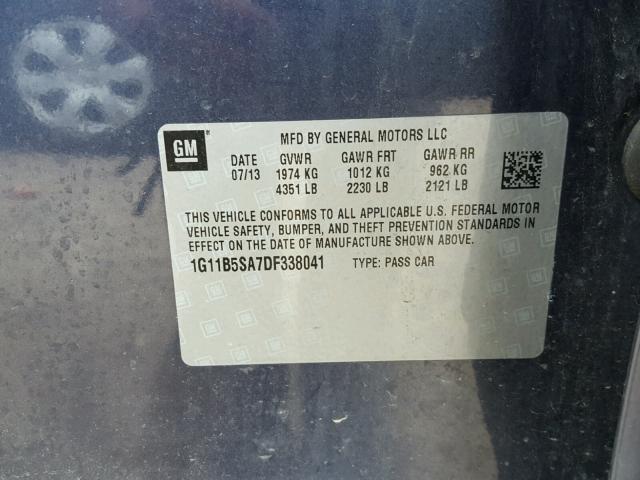 GM ® MFD BY GENERAL MOTORS LLC
DATE GVWR GAWR FRT GAWR RR
07/13 1974 KG 1012 KG 962 KG
4351 LB 2230 LB 2121 LB
THIS VEHICLE CONFORMS TO ALL APPLICABLE U.S. FEDERAL MOTOR
VEHICLE SAFETY, BUMPER, AND THEFT PREVENTION STANDARDS IN
EFFECT ON THE DATE OF MANUFACTURE SHOWN ABOVE.
1G11B5SA7DF338041 TYPE: PASS CAR